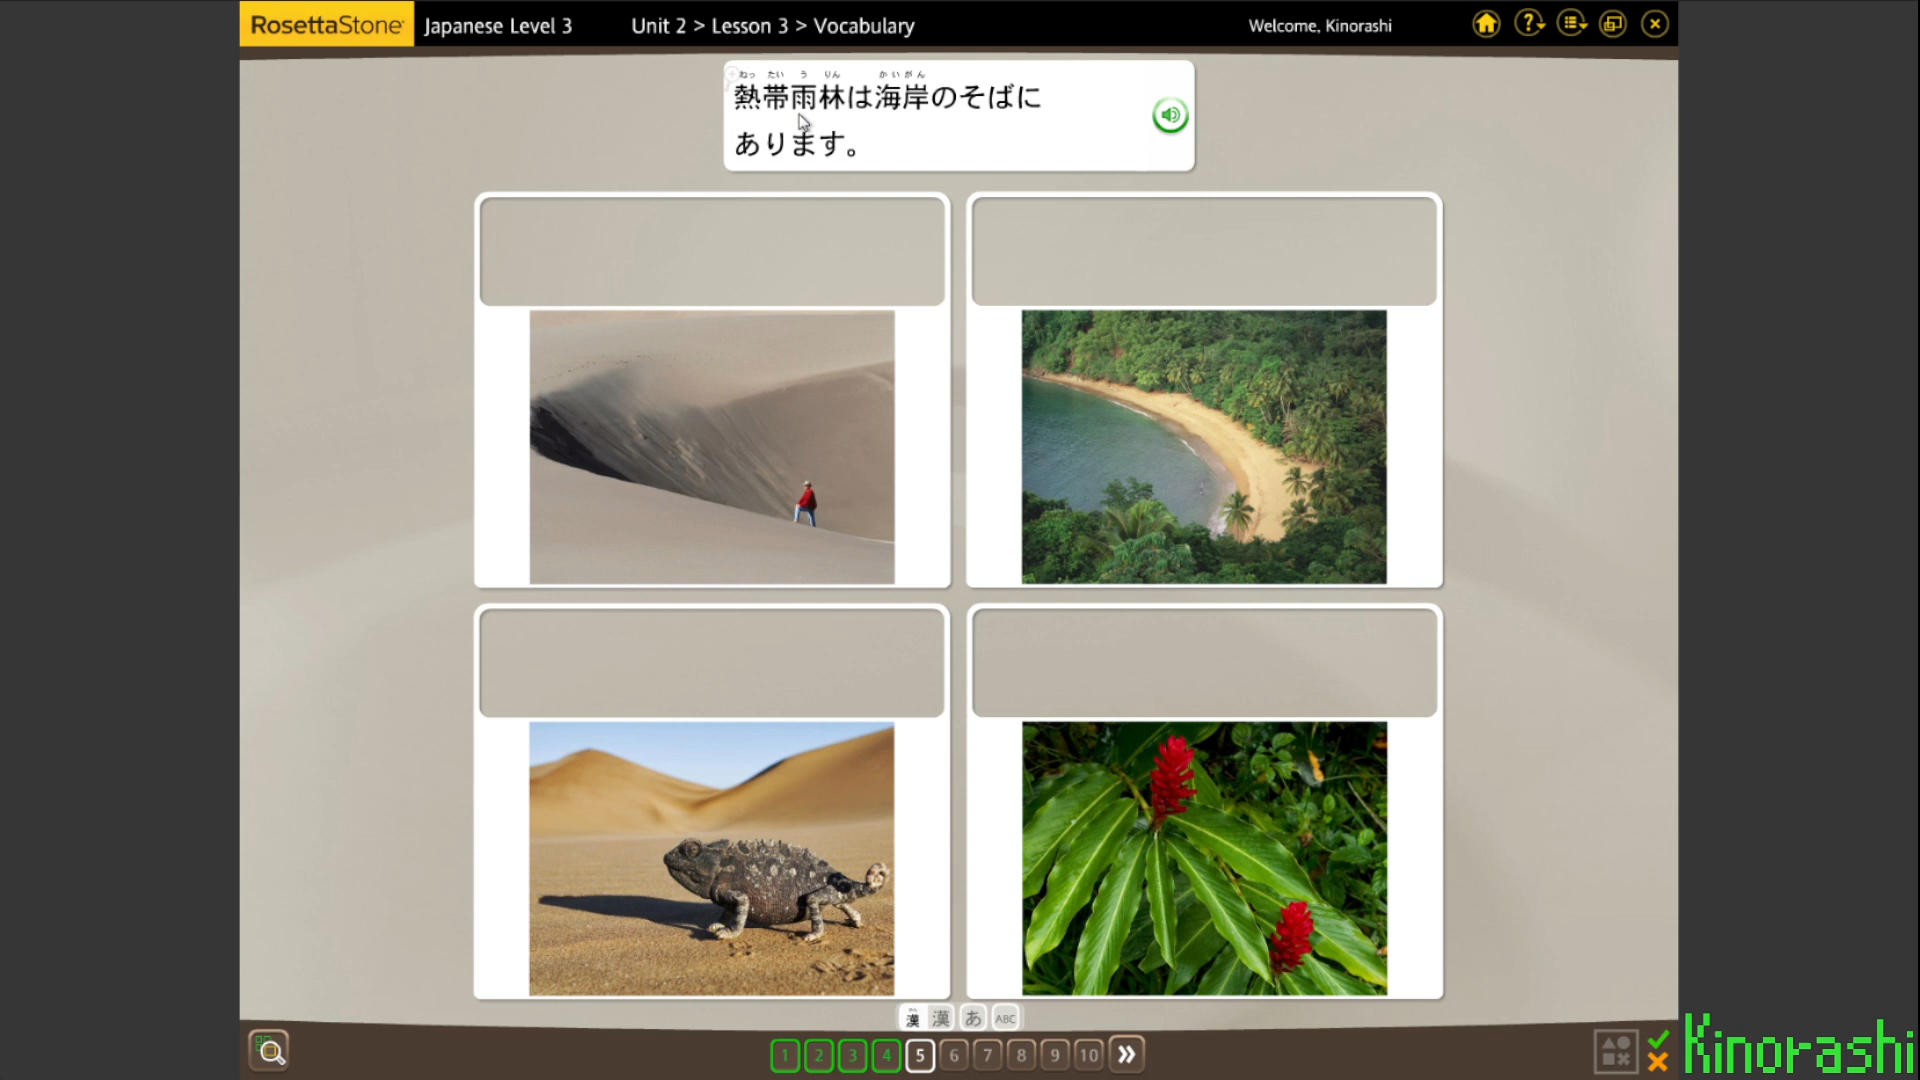 RosettaStone Japanese Level 3 Unit 2 > Lesson 3 > Vocabulary Welcome, Kinorashi
ねっ たい う りん かいがん
熱帯雨林は海岸のそばに
あります。
漢 漢 あ ABC
1 2 3 4 5 6 7 8 9 10
Kinorashi